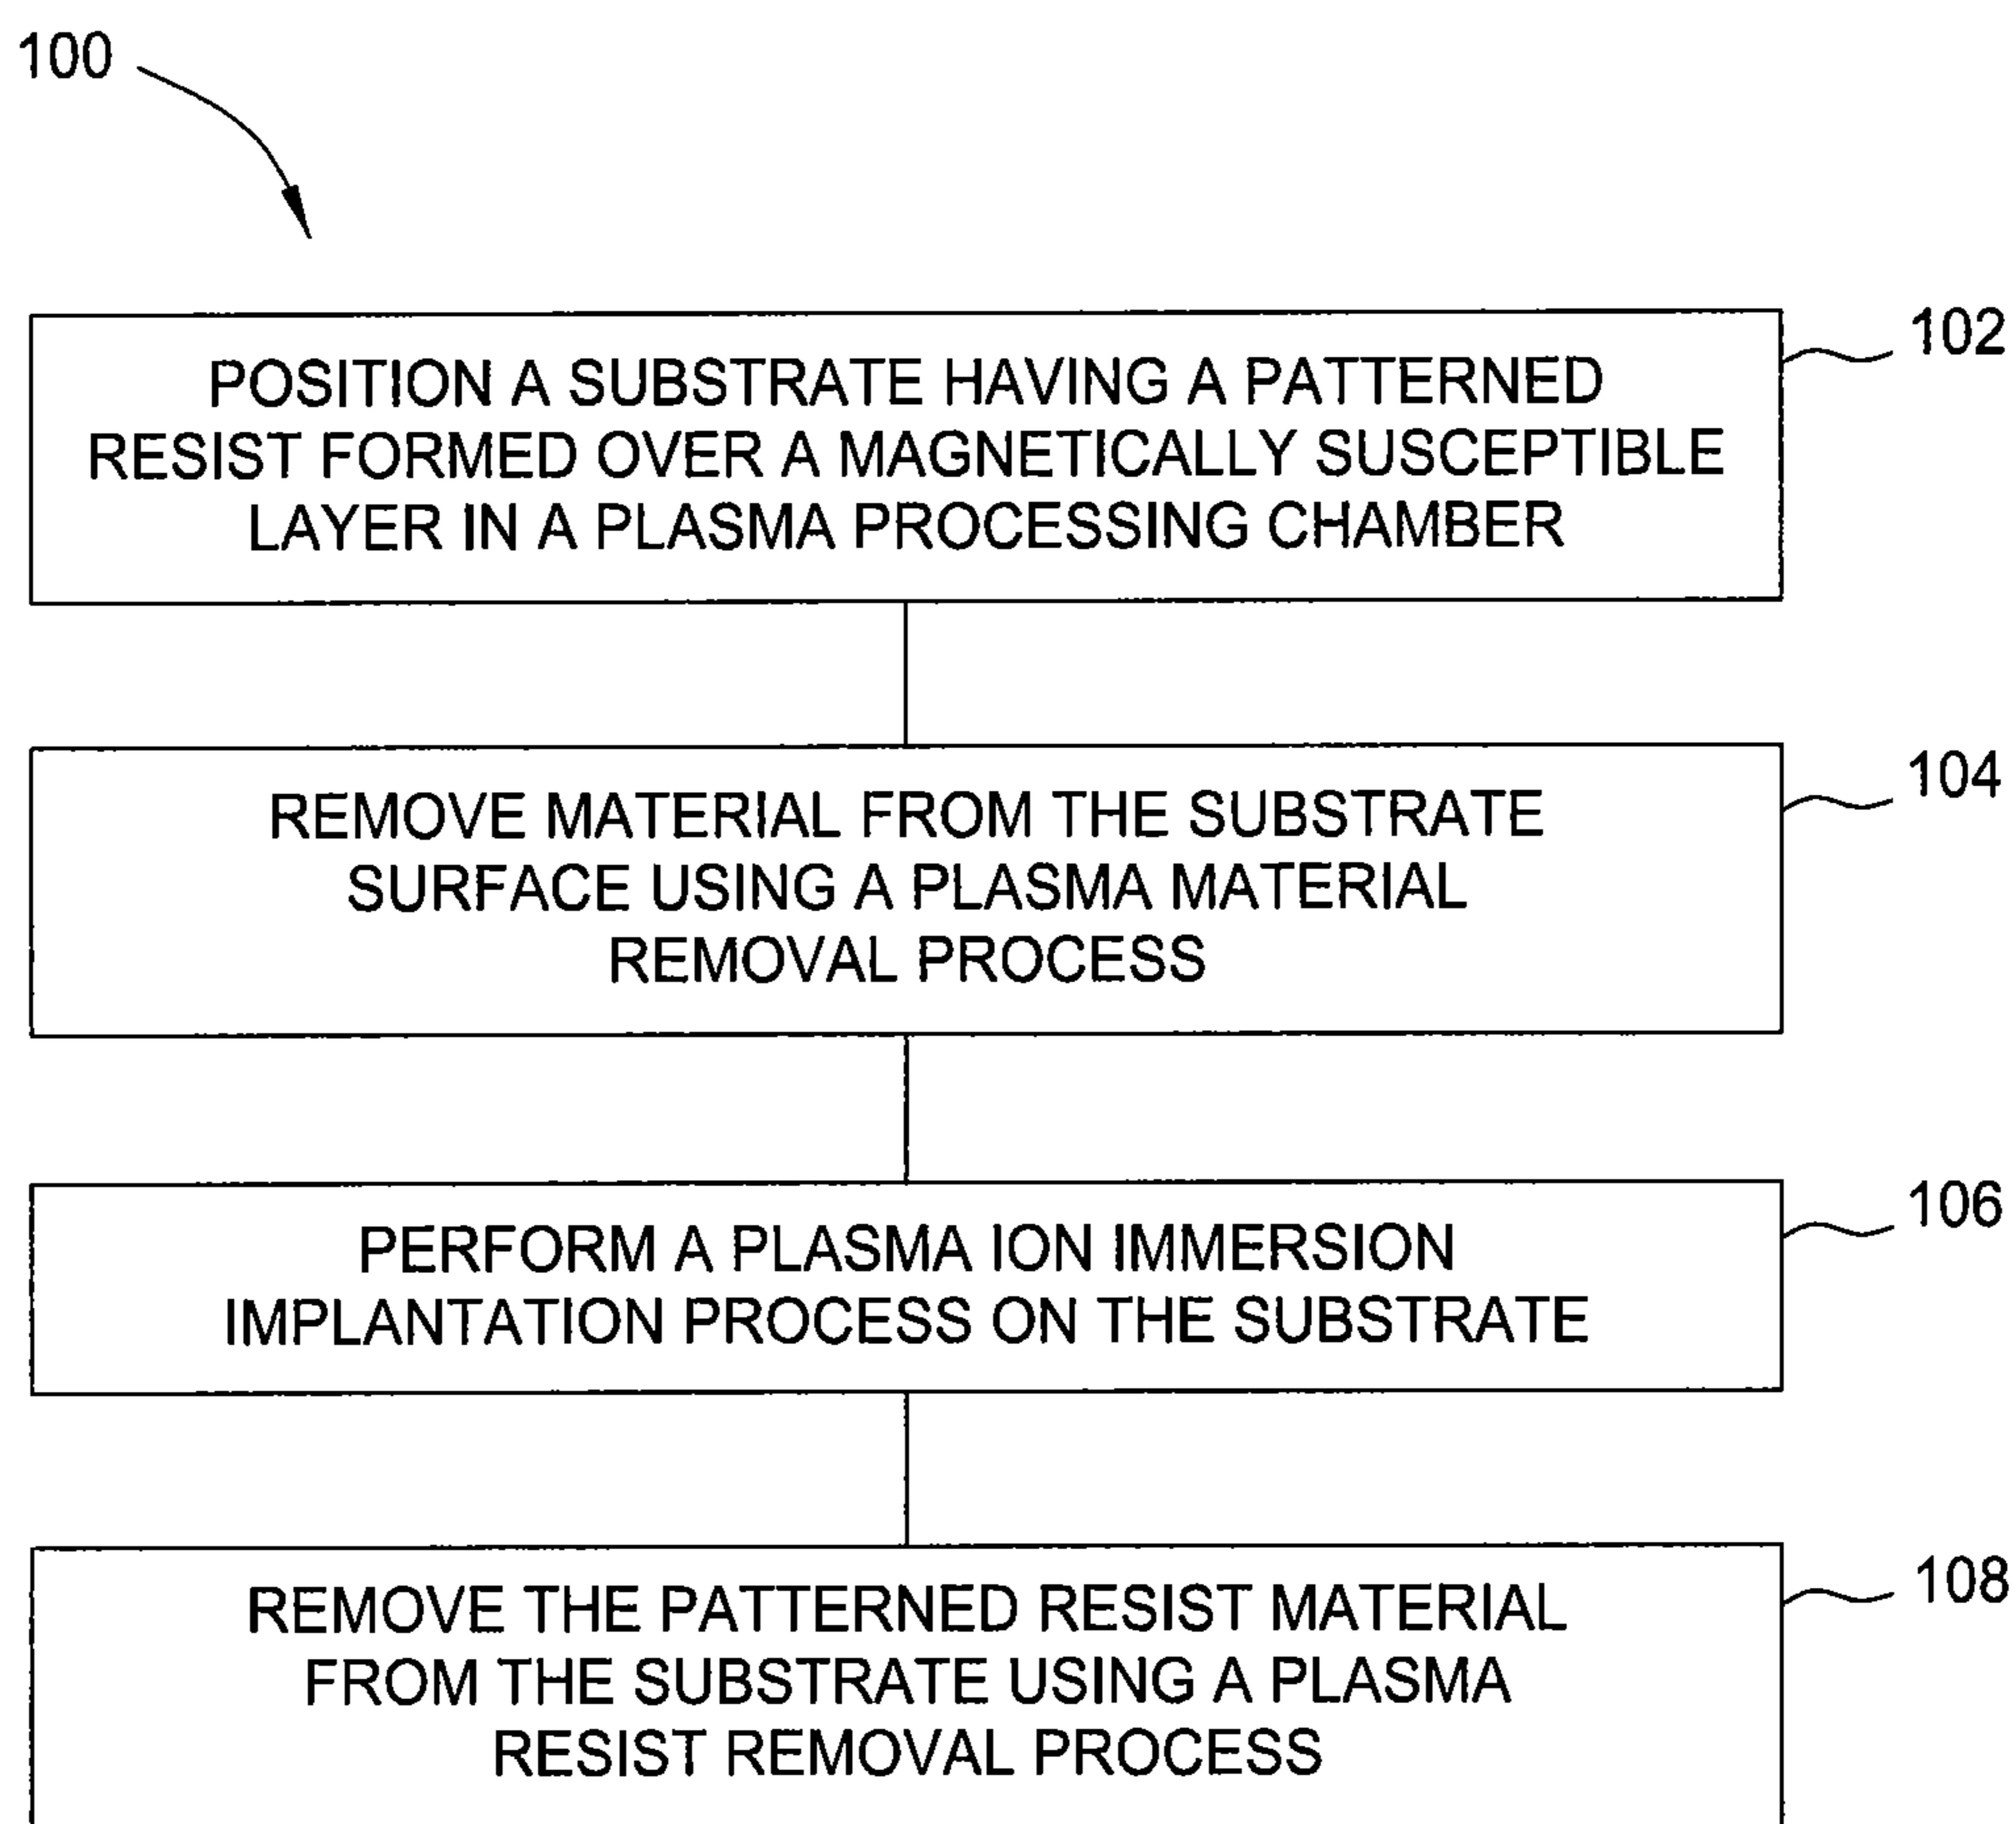 100
102
POSITION A SUBSTRATE HAVING A PATTERNED
RESIST FORMED OVER A MAGNETICALLY SUSCEPTIBLE
LAYER IN A PLASMA PROCESSING CHAMBER
104
REMOVE MATERIAL FROM THE SUBSTRATE
SURFACE USING A PLASMA MATERIAL
REMOVAL PROCESS
106
PERFORM A PLASMA ION IMMERSION
IMPLANTATION PROCESS ON THE SUBSTRATE
108
REMOVE THE PATTERNED RESIST MATERIAL
FROM THE SUBSTRATE USING A PLASMA
RESIST REMOVAL PROCESS